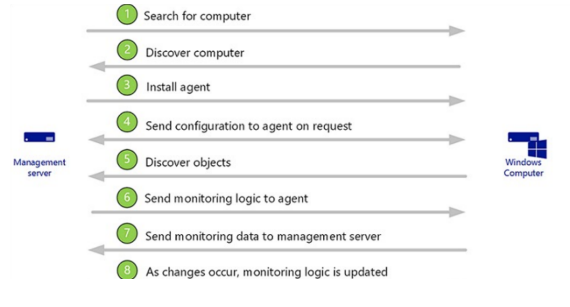 1 Search for computer
2 Discover computer
3 Install agent
4 Send configuration to agent on request
5 Discover objects
Management
server
Windows
Computer
6 Send monitoring logic to agent
7 Send monitoring data to management server
8 As changes occur, monitoring logic is updated